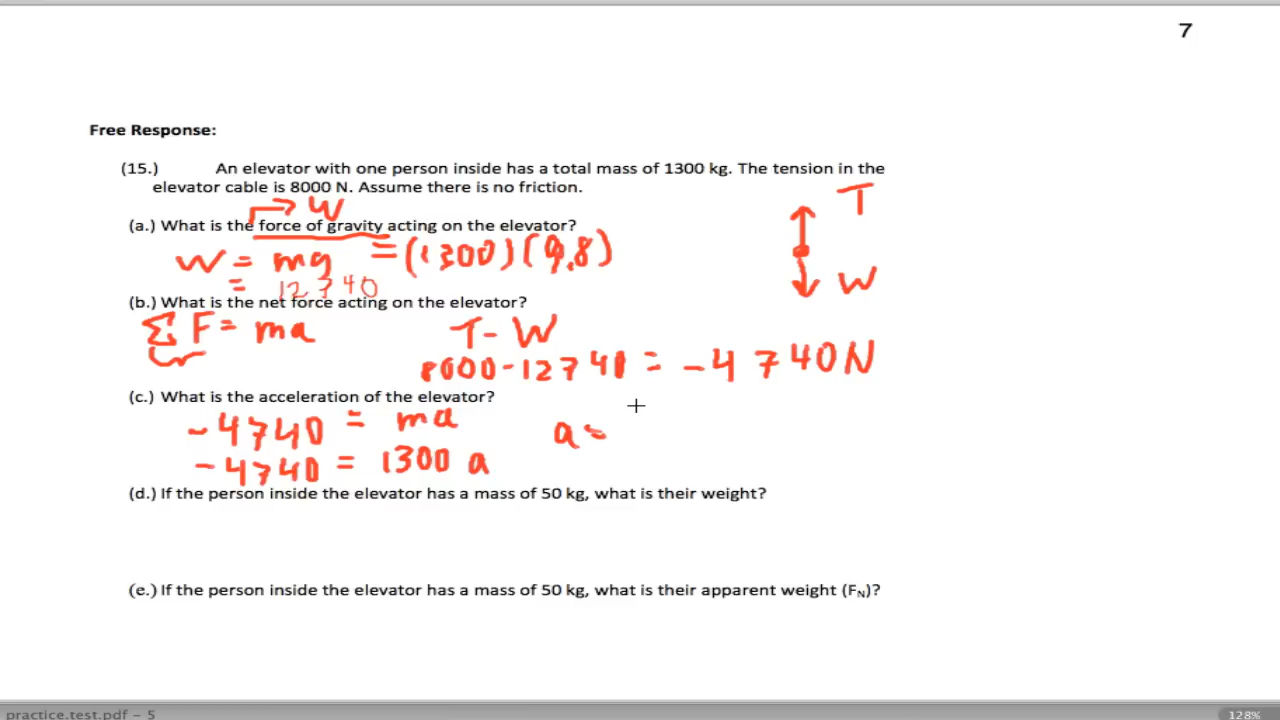 7
Free Response:
(15.) An elevator with one person inside has a total mass of 1300 kg. The tension in the
elevator cable is 8000 N. Assume there is no friction.
T
W
(a.) What is the force of gravity acting on the elevator?
W = mg = (1300)(9.8)
= 12740
W
(b.) What is the net force acting on the elevator?
Σ F = ma T - W
8000 - 12740 = -4740N
(c.) What is the acceleration of the elevator?
-4740 = ma a =
-4740 = 1300 a
(d.) If the person inside the elevator has a mass of 50 kg, what is their weight?
(e.) If the person inside the elevator has a mass of 50 kg, what is their apparent weight (FN)?
practice.test.pdf – 5
128%